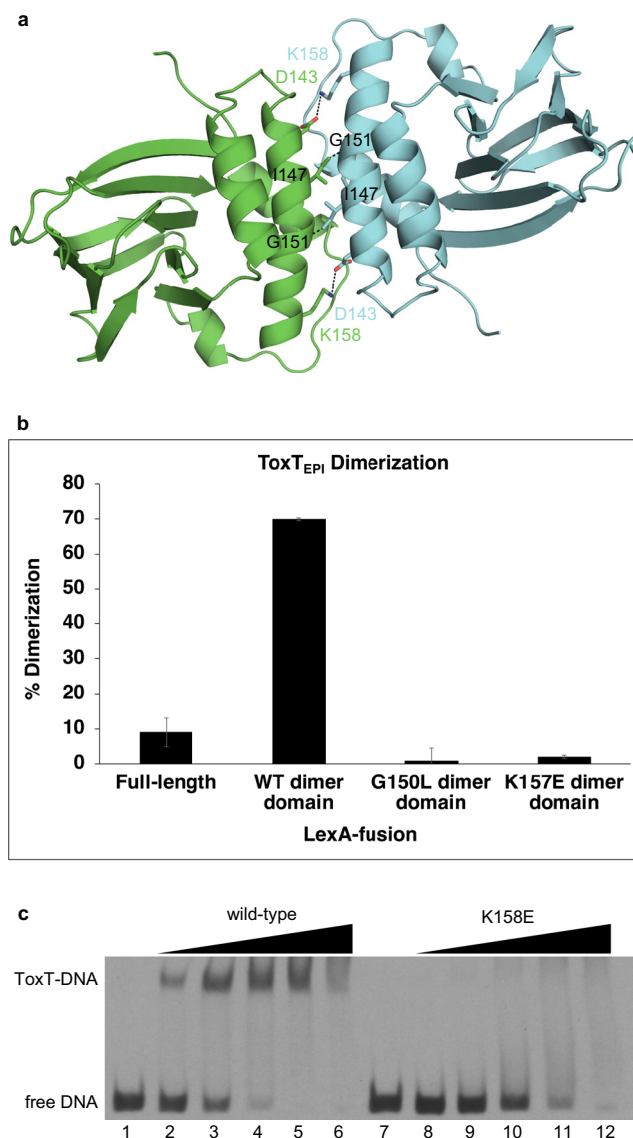 a
K158
D143
G151
I147
I147
G151
D143
K158
b
ToxT_EPI Dimerization
80
70
60
50
40
30
20
10
0
% Dimerization
Full-length
WT dimer
domain
G150L dimer
domain
K157E dimer
domain
LexA-fusion
c
wild-type
K158E
ToxT-DNA
free DNA
1 2 3 4 5 6 7 8 9 10 11 12